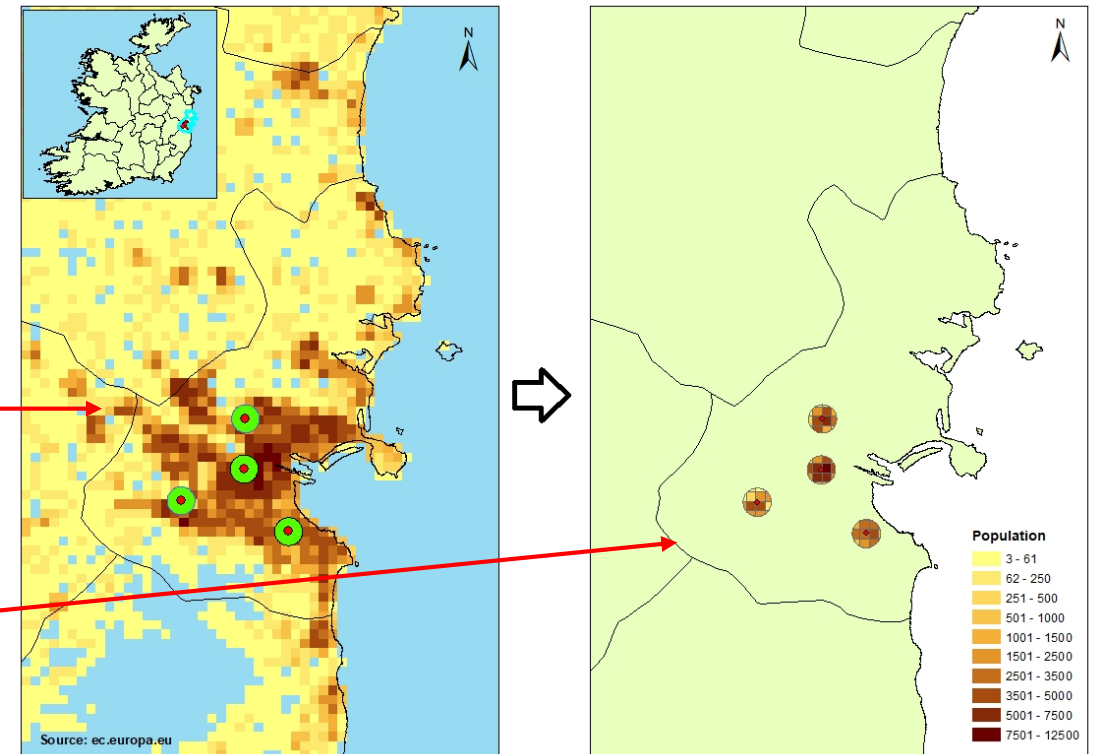 N
Source: ec.europa.eu
N
Population
3 - 61
62 - 250
251 - 500
501 - 1000
1001 - 1500
1501 - 2500
2501 - 3500
3501 - 5000
5001 - 7500
7501 - 12500